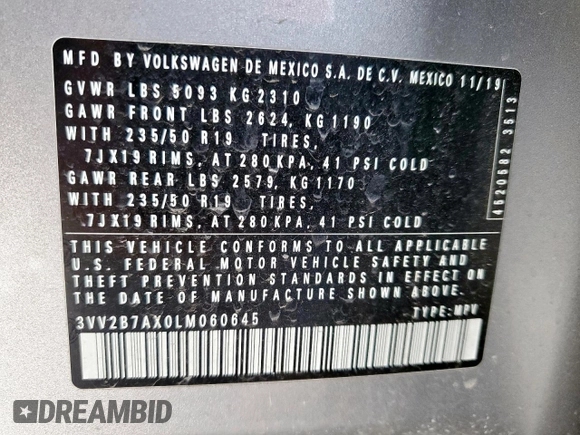 MFD BY VOLKSWAGEN DE MEXICO S.A. DE C.V. MEXICO 11/19
GVWR LBS 5093 KG 2310
GAWR FRONT LBS 2624, KG 1190
WITH 235/50 R19 TIRES,
7JX19 RIMS, AT 280 KPA, 41 PSI COLD
GAWR REAR LBS 2579, KG 1170
WITH 235/50 R19 TIRES,
7JX19 RIMS, AT 280 KPA, 41 PSI COLD
THIS VEHICLE CONFORMS TO ALL APPLICABLE
U.S. FEDERAL MOTOR VEHICLE SAFETY AND
THEFT PREVENTION STANDARDS IN EFFECT ON
THE DATE OF MANUFACTURE SHOWN ABOVE.
3VV2B7AX0LM060645 TYPE: MPV
4620582 3513
DREAMBID